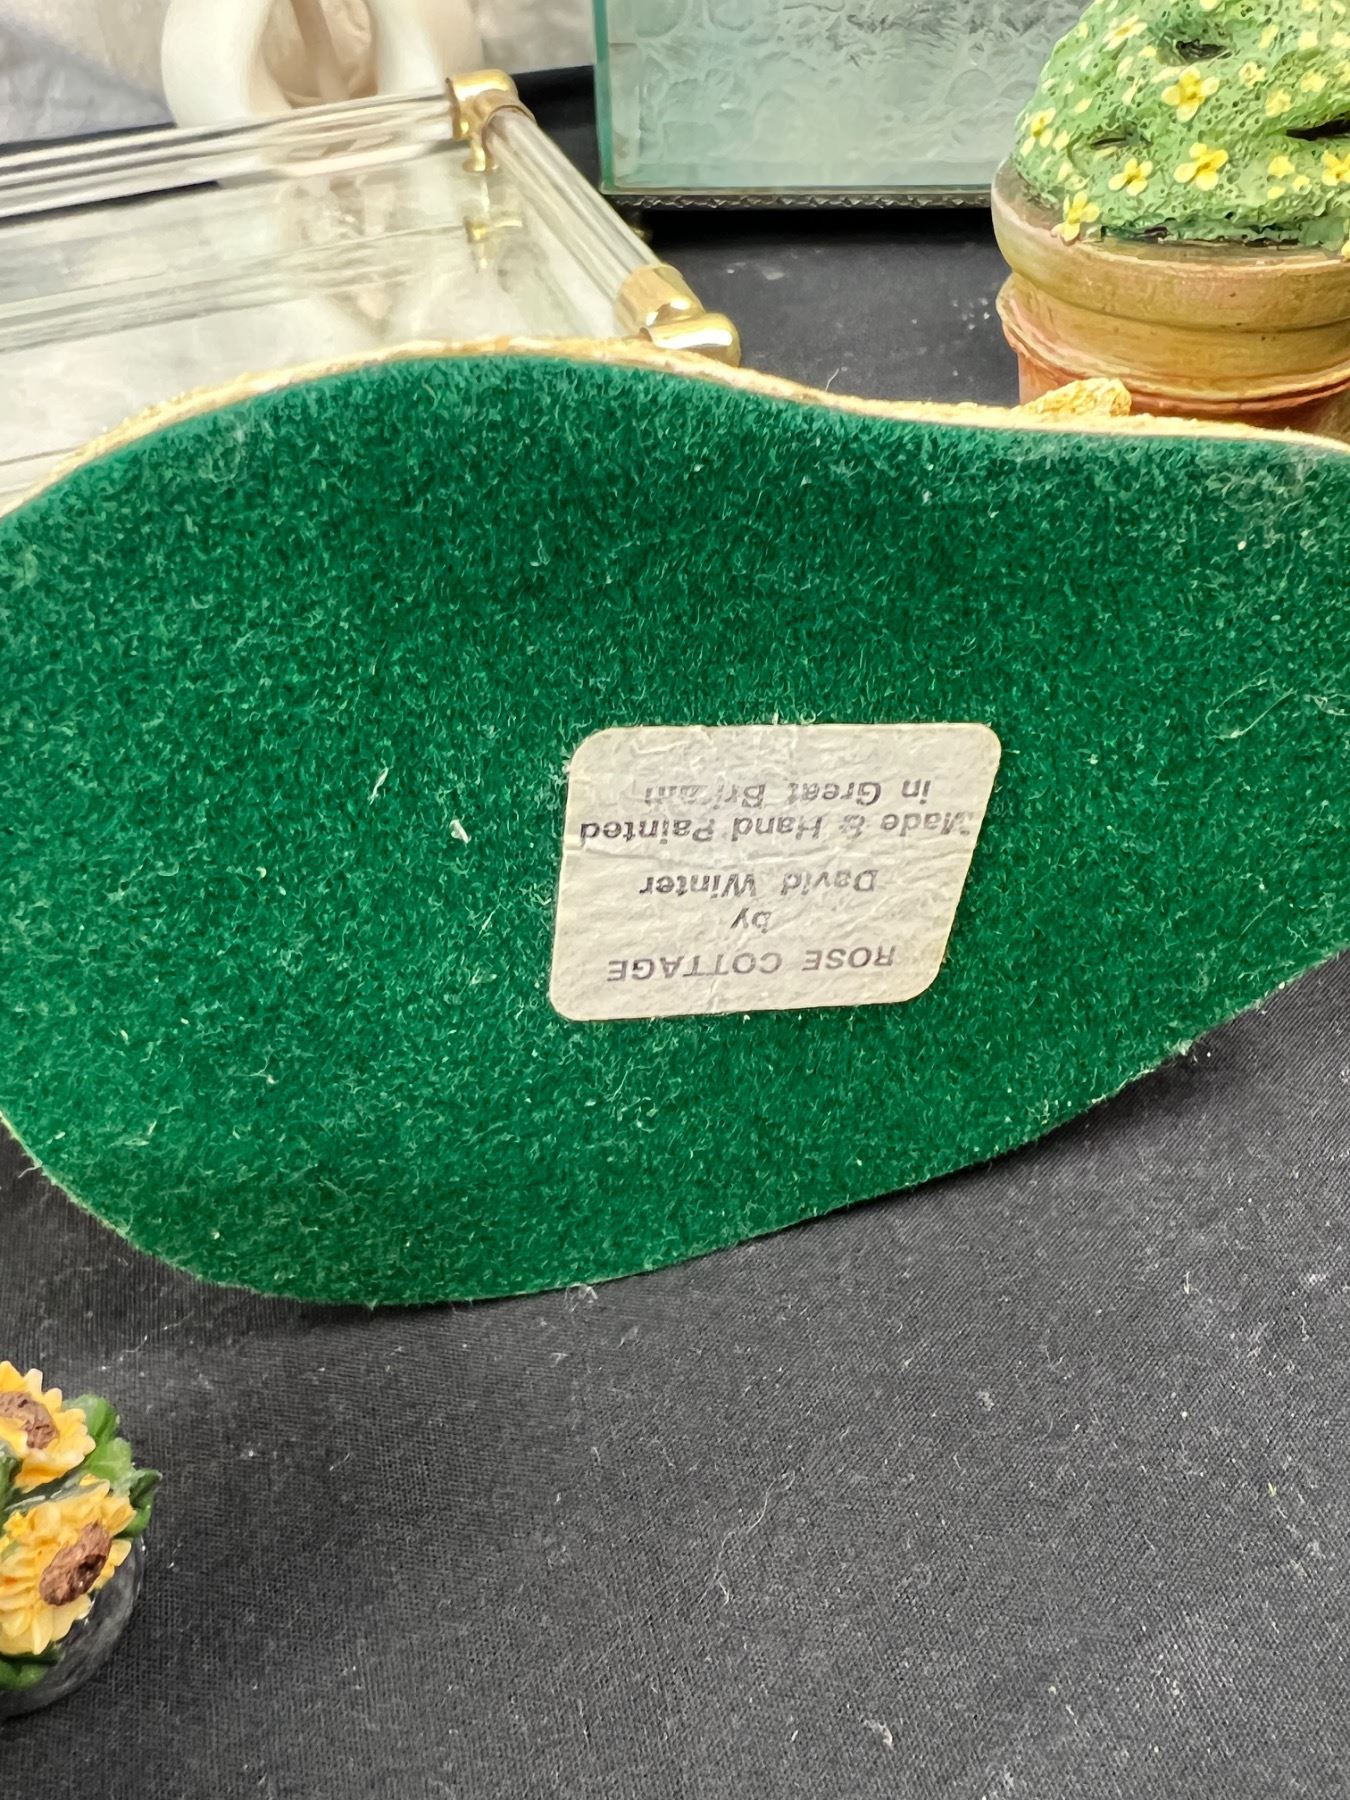 ROSE COTTAGE
by
David Winter
Made & Hand Painted
in Great Britain